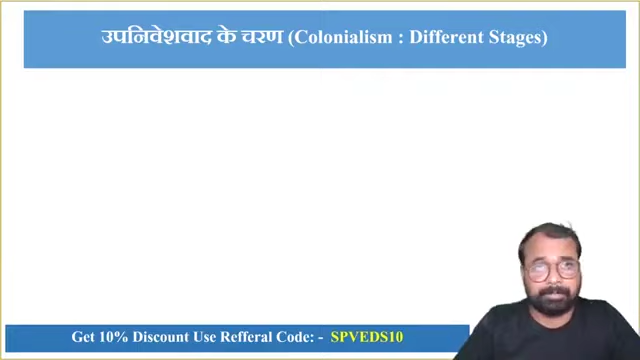 उपनिवेशवाद के चरण (Colonialism : Different Stages)
Get 10% Discount Use Refferal Code: - SPVEDS10